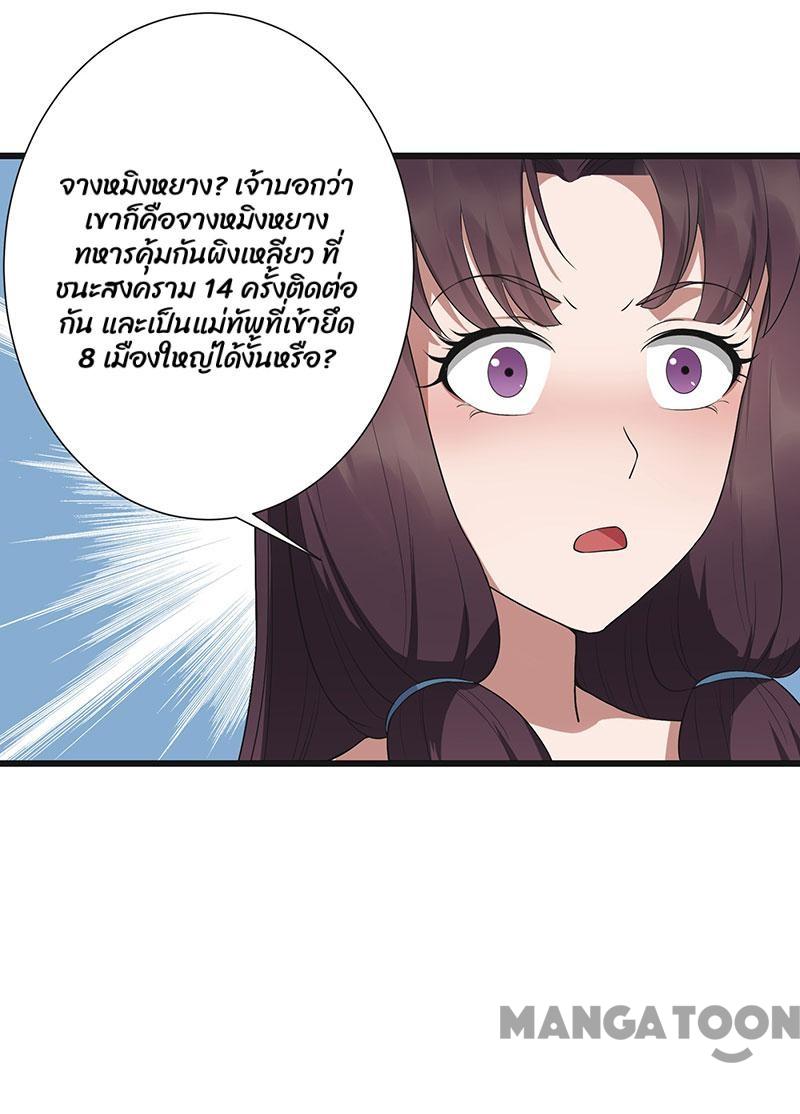 จางหมิงหยาง? เจ้าบอกว่า
เขาก็คือจางหมิงหยาง
ทหารคุ้มกันผิงเหลียว ที่
ชนะสงคราม 14 ครั้งติดต่อ
กัน และเป็นแม่ทัพที่เข้ายึด
8 เมืองใหญ่ได้งั้นหรือ?
MANGATOON